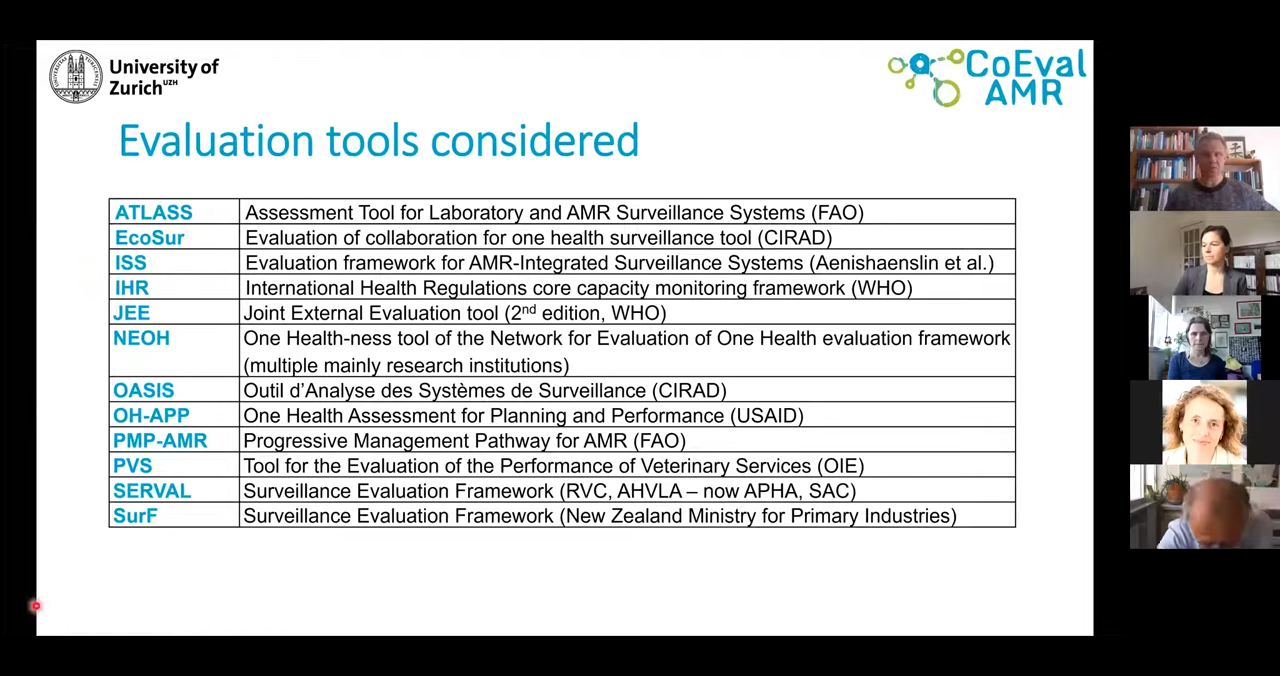 University of
Zurich UZH
CoEval
AMR
Evaluation tools considered
ATLASS Assessment Tool for Laboratory and AMR Surveillance Systems (FAO)
EcoSur Evaluation of collaboration for one health surveillance tool (CIRAD)
ISS Evaluation framework for AMR-Integrated Surveillance Systems (Aenishaenslin et al.)
IHR International Health Regulations core capacity monitoring framework (WHO)
JEE Joint External Evaluation tool (2nd edition, WHO)
NEOH One Health-ness tool of the Network for Evaluation of One Health evaluation framework
(multiple mainly research institutions)
OASIS Outil d’Analyse des Systèmes de Surveillance (CIRAD)
OH-APP One Health Assessment for Planning and Performance (USAID)
PMP-AMR Progressive Management Pathway for AMR (FAO)
PVS Tool for the Evaluation of the Performance of Veterinary Services (OIE)
SERVAL Surveillance Evaluation Framework (RVC, AHVLA – now APHA, SAC)
SurF Surveillance Evaluation Framework (New Zealand Ministry for Primary Industries)